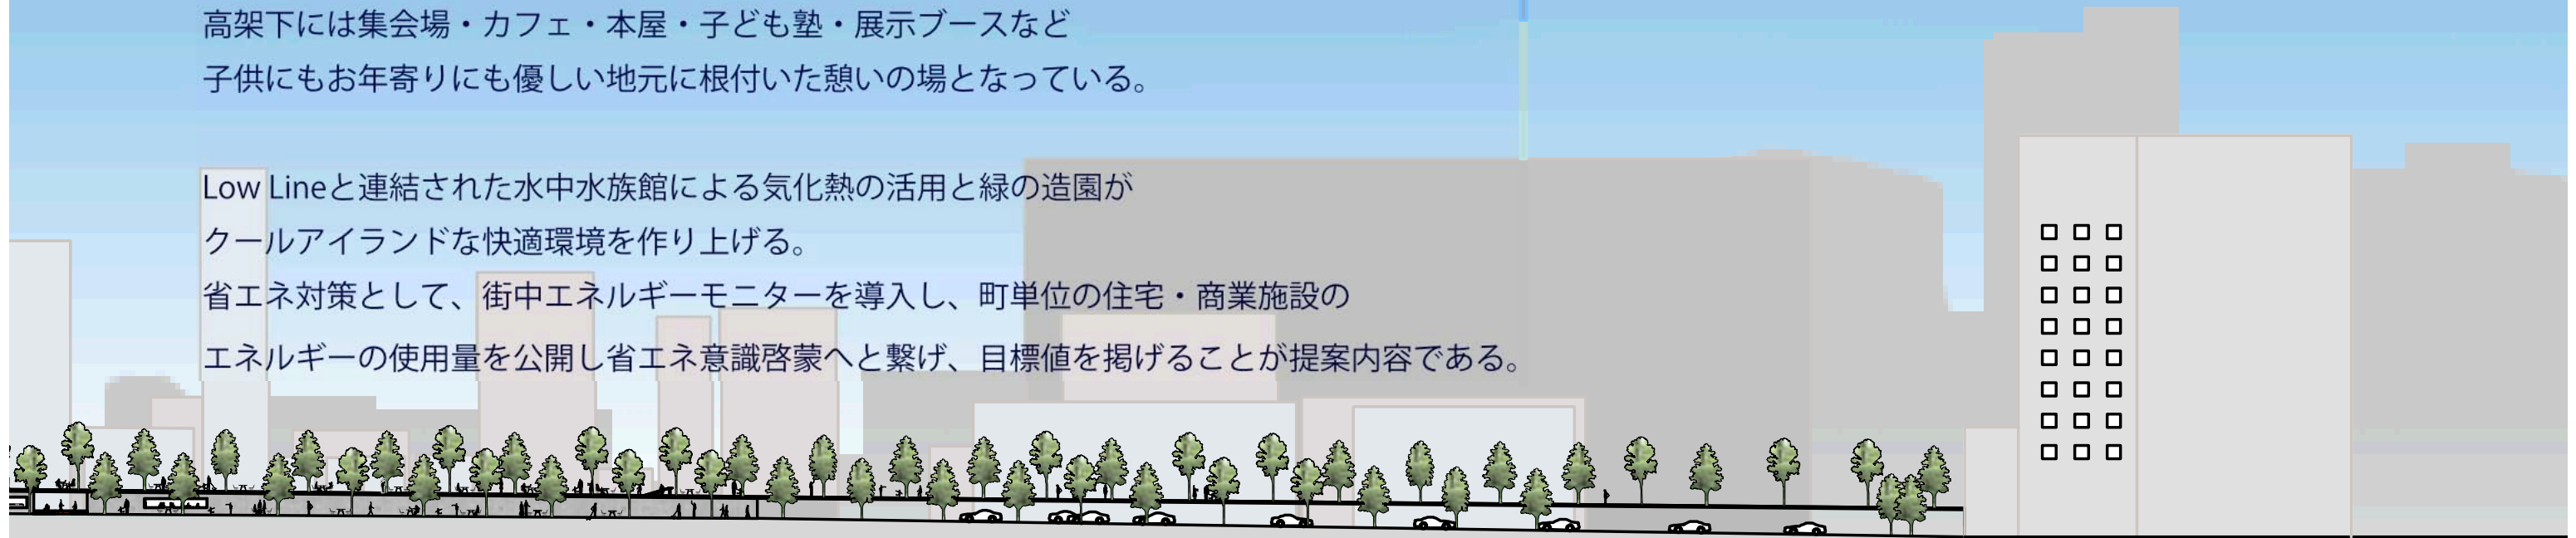 高架下には集会場・カフェ・本屋・子ども塾・展示ブースなど
子供にもお年寄りにも優しい地元に根付いた憩いの場となっている。
Low Lineと連結された水中水族館による気化熱の活用と緑の造園が
クールアイランドな快適環境を作り上げる。
省エネ対策として、街中エネルギーモニターを導入し、町単位の住宅・商業施設の
エネルギーの使用量を公開し省エネ意識啓蒙へと繋げ、目標値を掲げることが提案内容である。